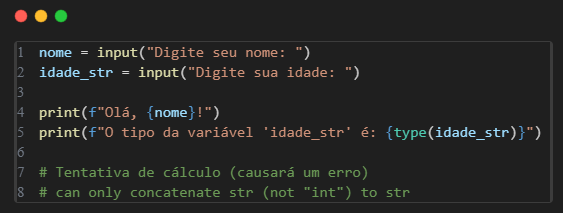 1 nome = input("Digite seu nome: ")
2 idade_str = input("Digite sua idade: ")
3
4 print(f"Olá, {nome}!")
5 print(f"O tipo da variável 'idade_str' é: {type(idade_str)}")
6
7 # Tentativa de cálculo (causará um erro)
8 # can only concatenate str (not "int") to str